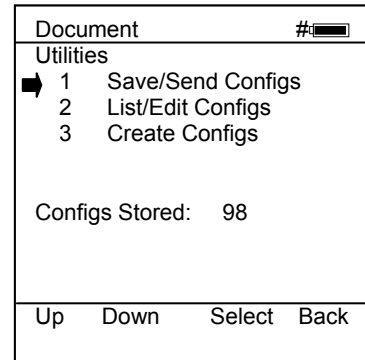 Document #
Utilities
1 Save/Send Configs
2 List/Edit Configs
3 Create Configs
Configs Stored: 98
Up Down Select Back